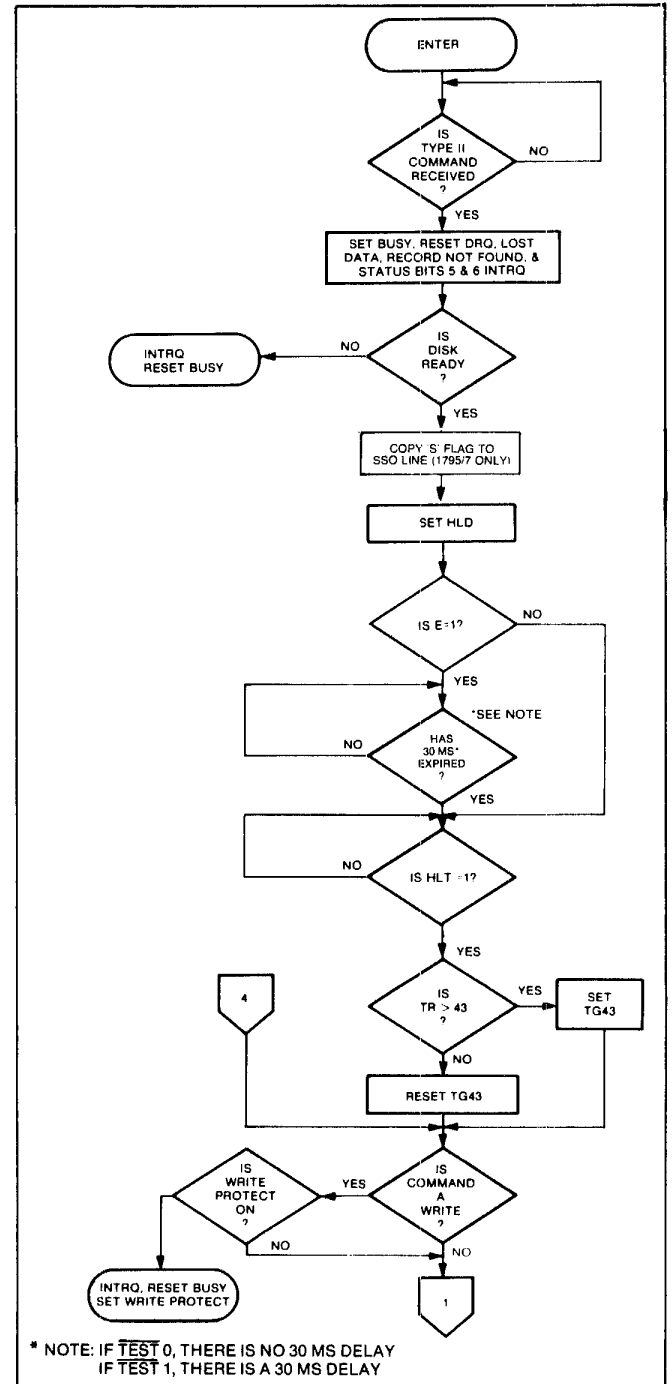 ENTER
IS
TYPE II
COMMAND
RECEIVED
?
NO
YES
SET BUSY, RESET DRQ, LOST
DATA, RECORD NOT FOUND, &
STATUS BITS 5 & 6 INTRQ
IS
DISK
READY
?
NO
INTRQ
RESET BUSY
YES
COPY 'S' FLAG TO
SSO LINE (1795/7 ONLY)
SET HLD
IS E=1?
NO
YES
*SEE NOTE
HAS
30 MS*
EXPIRED
?
NO
YES
IS HLT =1?
NO
YES
4
IS
TR > 43
?
YES
SET
TG43
NO
RESET TG43
IS
COMMAND
A
WRITE
?
YES
IS
WRITE
PROTECT
ON
?
NO
NO
INTRQ, RESET BUSY
SET WRITE PROTECT
1
* NOTE: IF TEST 0, THERE IS NO 30 MS DELAY
IF TEST 1, THERE IS A 30 MS DELAY